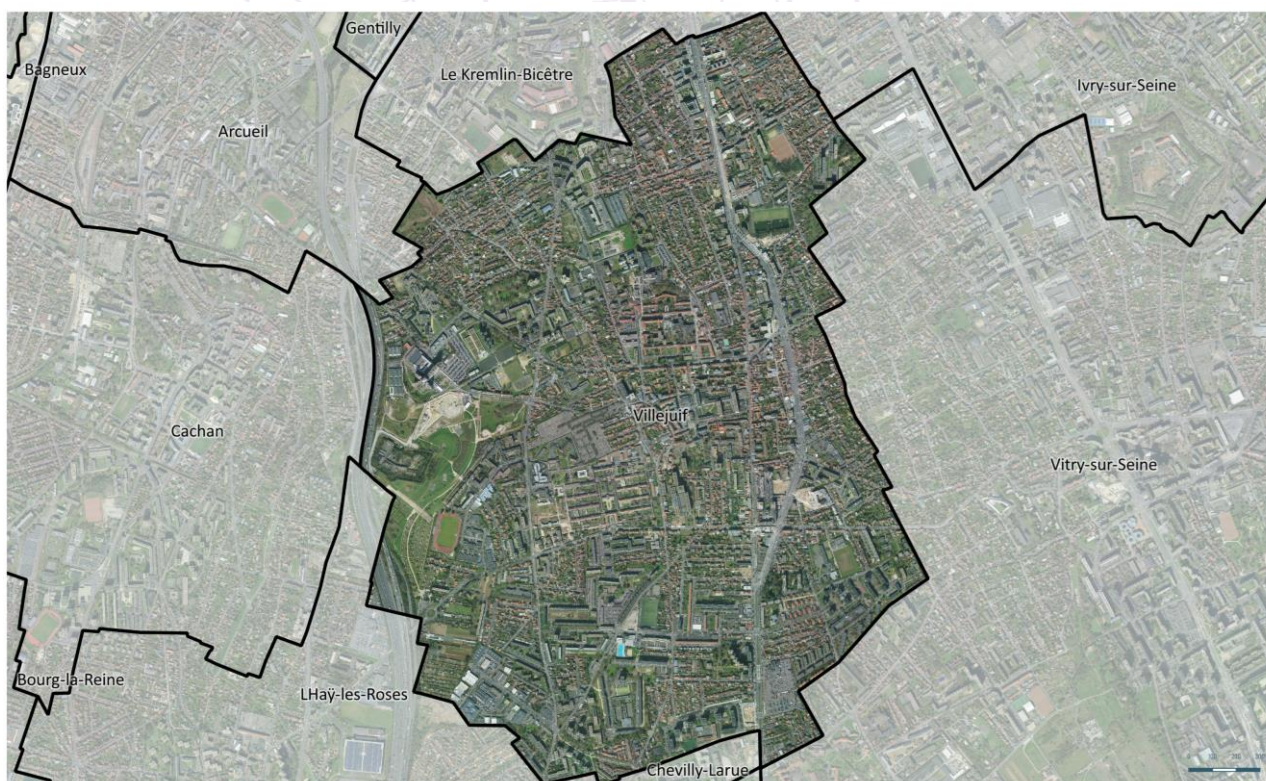 Gentilly
Bagneux
Le Kremlin-Bicêtre
Ivry-sur-Seine
Arcueil
Villejuif
Cachan
Vitry-sur-Seine
Bourg-la-Reine
LHaÿ-les-Roses
Chevilly-Larue